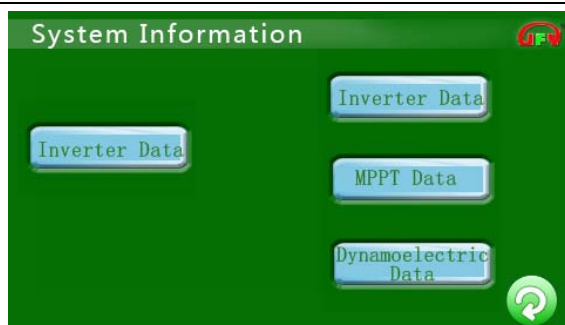 System Information
Inverter Data
Inverter Data
MPPT Data
Dynamoelectric
Data